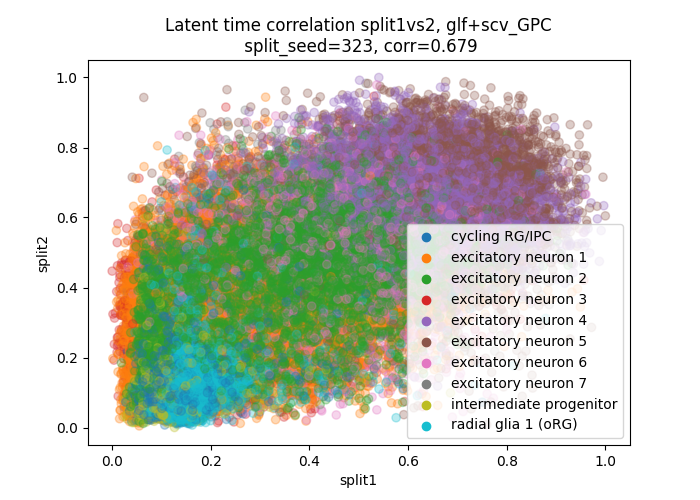 Latent time correlation split1vs2, glf+scv_GPC
split_seed=323, corr=0.679
1.0
0.8
0.6
0.4
0.2
0.0
split2
cycling RG/IPC
excitatory neuron 1
excitatory neuron 2
excitatory neuron 3
excitatory neuron 4
excitatory neuron 5
excitatory neuron 6
excitatory neuron 7
intermediate progenitor
radial glia 1 (oRG)
0.0 0.2 0.4 0.6 0.8 1.0
split1